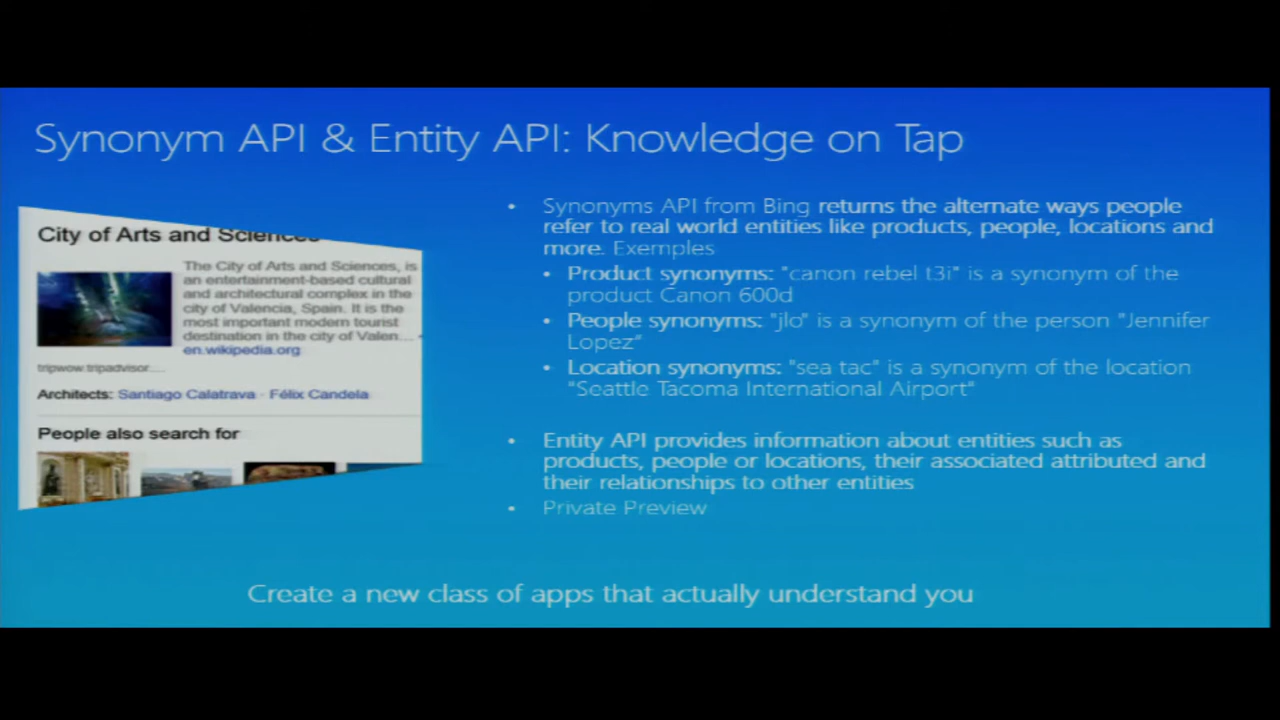 Synonym API & Entity API: Knowledge on Tap
City of Arts and Sciences
The City of Arts and Sciences, is
an entertainment-based cultural
and architectural complex in the
city of Valencia, Spain. It is the
most important modern tourist
destination in the city of Valen...
en.wikipedia.org
tripwow.tripadvisor....
Architects: Santiago Calatrava · Félix Candela
People also search for
• Synonyms API from Bing returns the alternate ways people
refer to real world entities like products, people, locations and
more. Exemples
• Product synonyms: "canon rebel t3i" is a synonym of the
product Canon 600d
• People synonyms: "jlo" is a synonym of the person "Jennifer
Lopez"
• Location synonyms: "sea tac" is a synonym of the location
"Seattle Tacoma International Airport"
• Entity API provides information about entities such as
products, people or locations, their associated attributed and
their relationships to other entities
• Private Preview
Create a new class of apps that actually understand you